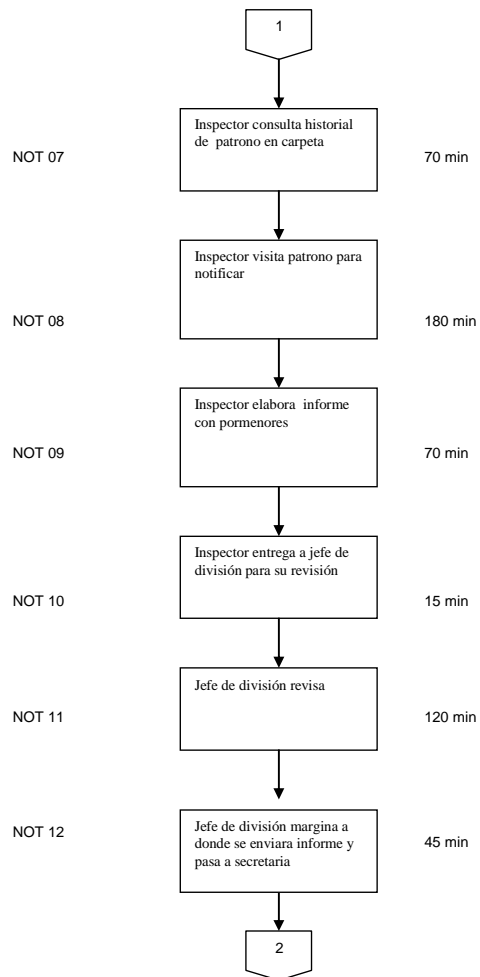 1
Inspector consulta historial
de patrono en carpeta
NOT 07
70 min
Inspector visita patrono para
notificar
NOT 08
180 min
Inspector elabora informe
con pormenores
NOT 09
70 min
Inspector entrega a jefe de
división para su revisión
NOT 10
15 min
Jefe de división revisa
NOT 11
120 min
Jefe de división margina a
donde se enviara informe y
pasa a secretaria
NOT 12
45 min
2